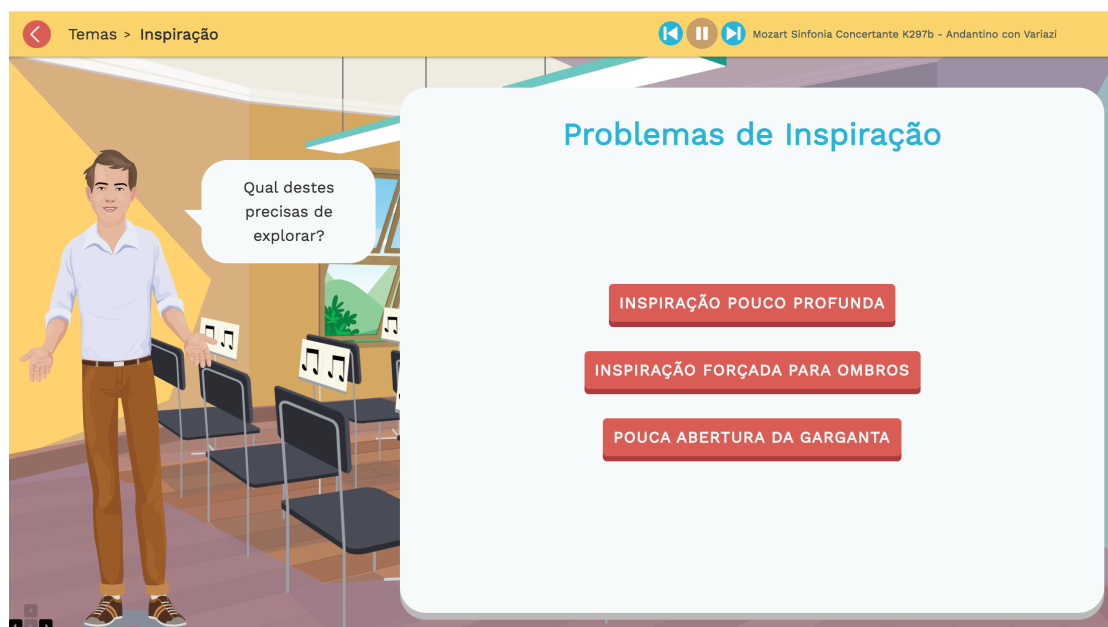 Temas > Inspiração
Mozart Sinfonia Concertante K297b - Andantino con Variazi
Problemas de Inspiração
Qual destes
precisas de
explorar?
INSPIRAÇÃO POUCO PROFUNDA
INSPIRAÇÃO FORÇADA PARA OMBROS
POUCA ABERTURA DA GARGANTA